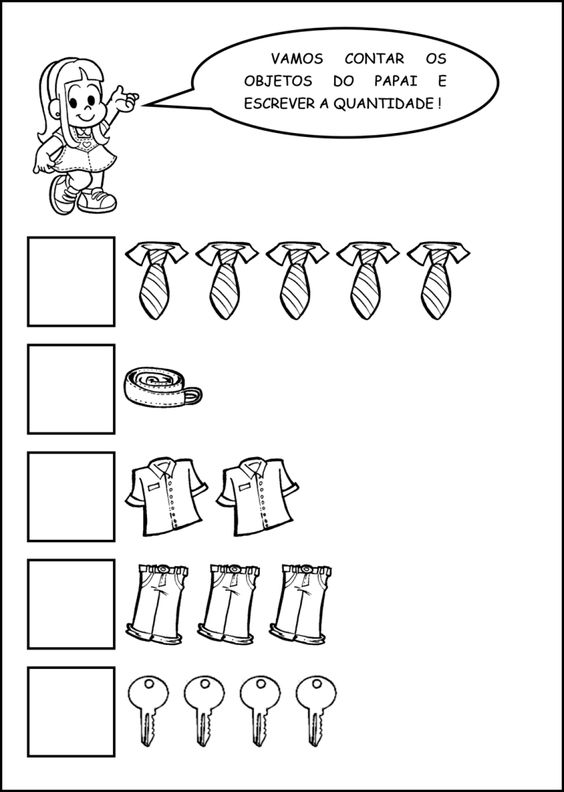 VAMOS CONTAR OS
OBJETOS DO PAPAI E
ESCREVER A QUANTIDADE !